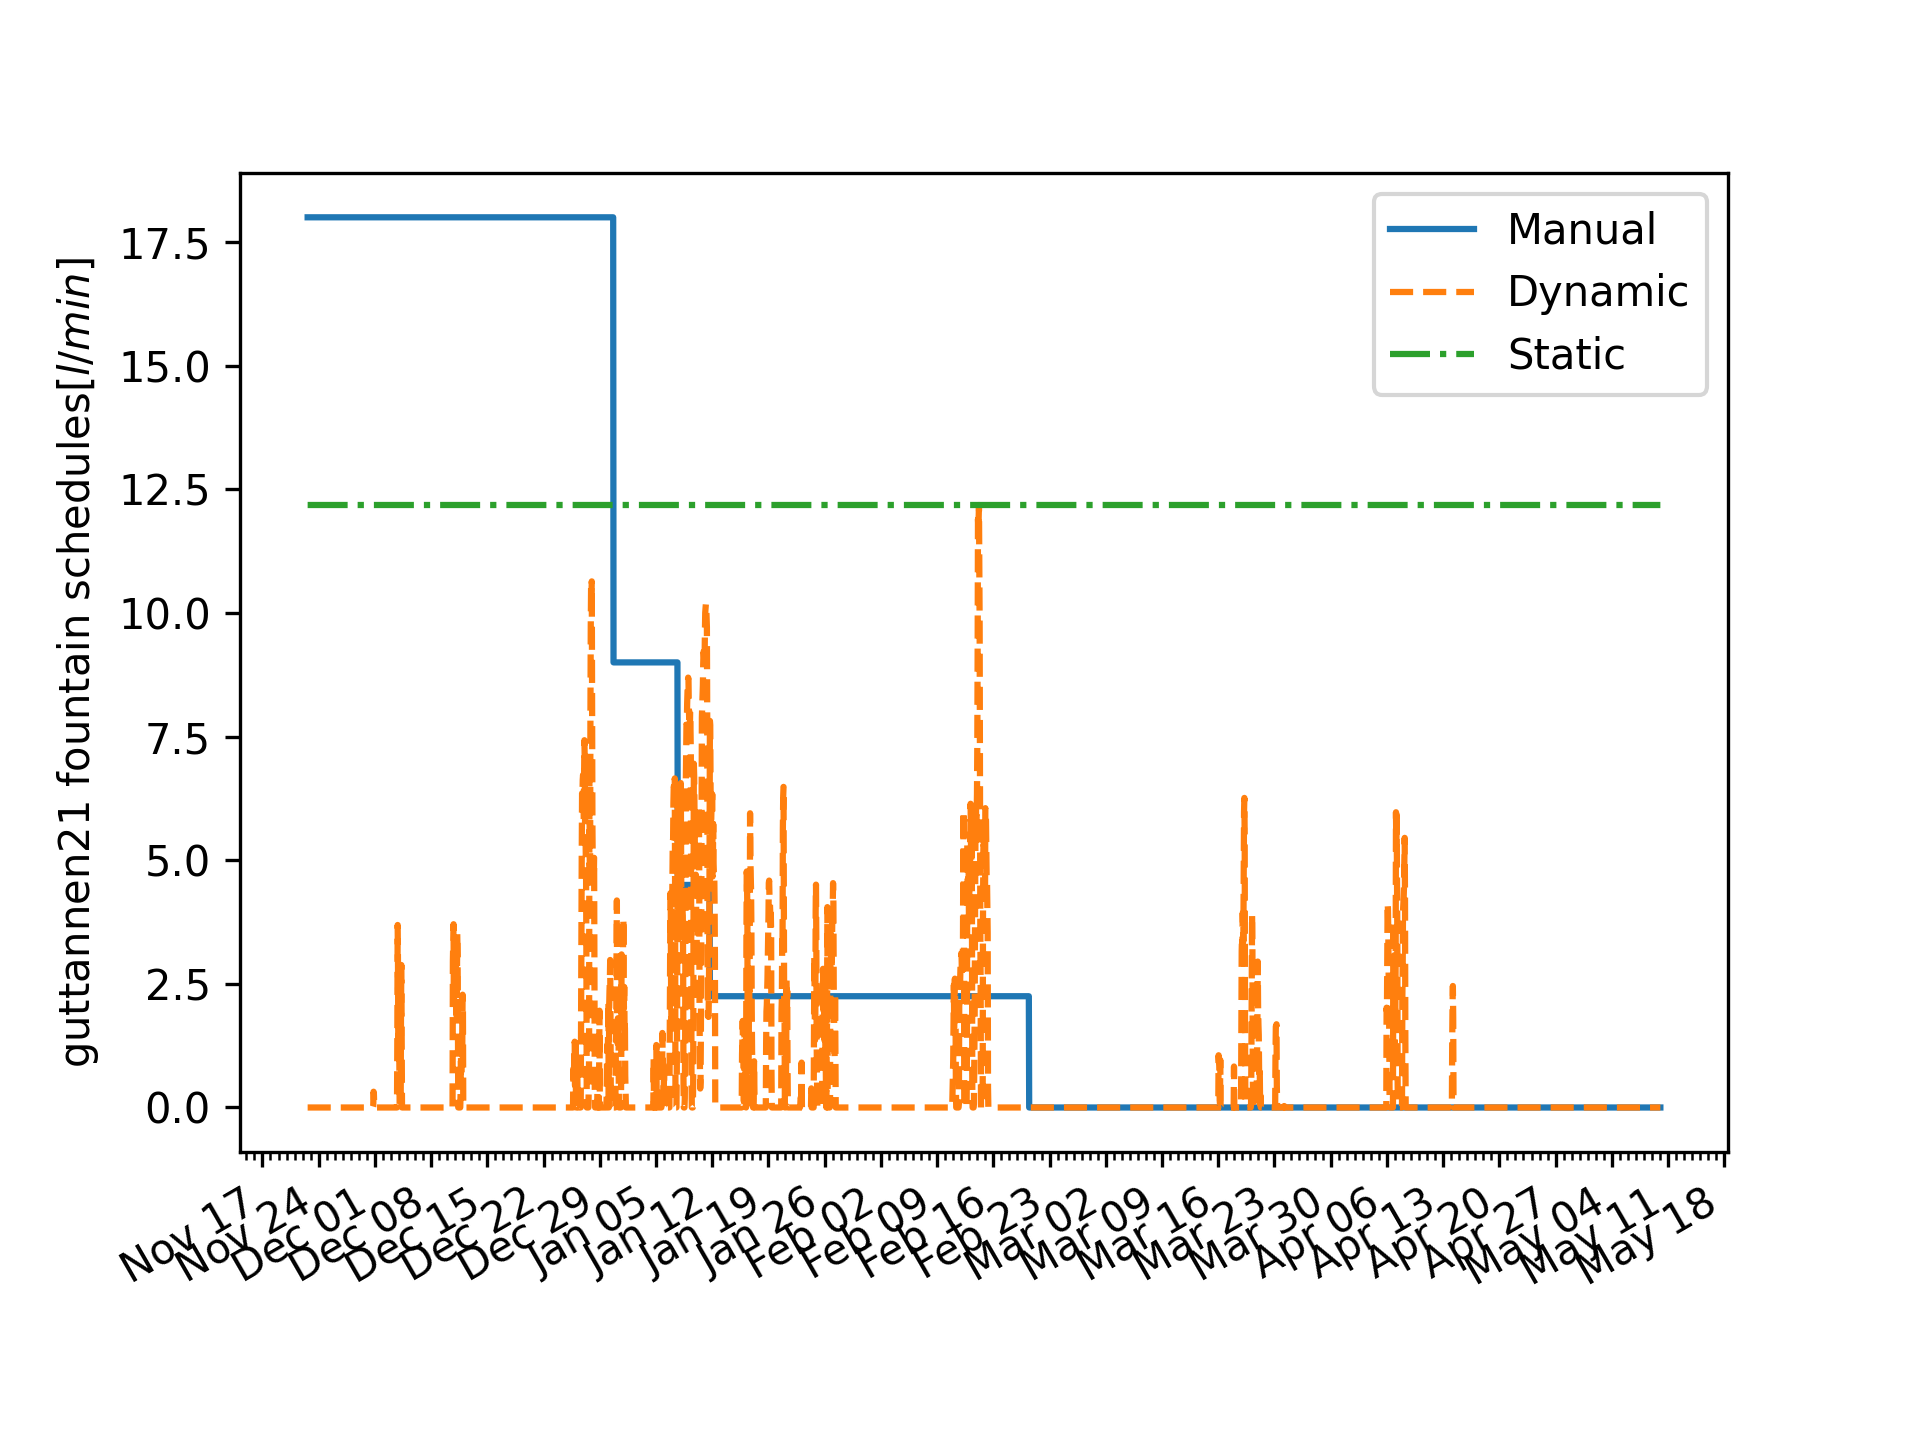 guttannen21 fountain schedules[l/min]
17.5
15.0
12.5
10.0
7.5
5.0
2.5
0.0
Manual
Dynamic
Static
Nov 17
Nov 24
Dec 01
Dec 08
Dec 15
Dec 22
Dec 29
Jan 05
Jan 12
Jan 19
Jan 26
Feb 02
Feb 09
Feb 16
Feb 23
Mar 02
Mar 09
Mar 16
Mar 23
Mar 30
Apr 06
Apr 13
Apr 20
Apr 27
May 04
May 11
May 18